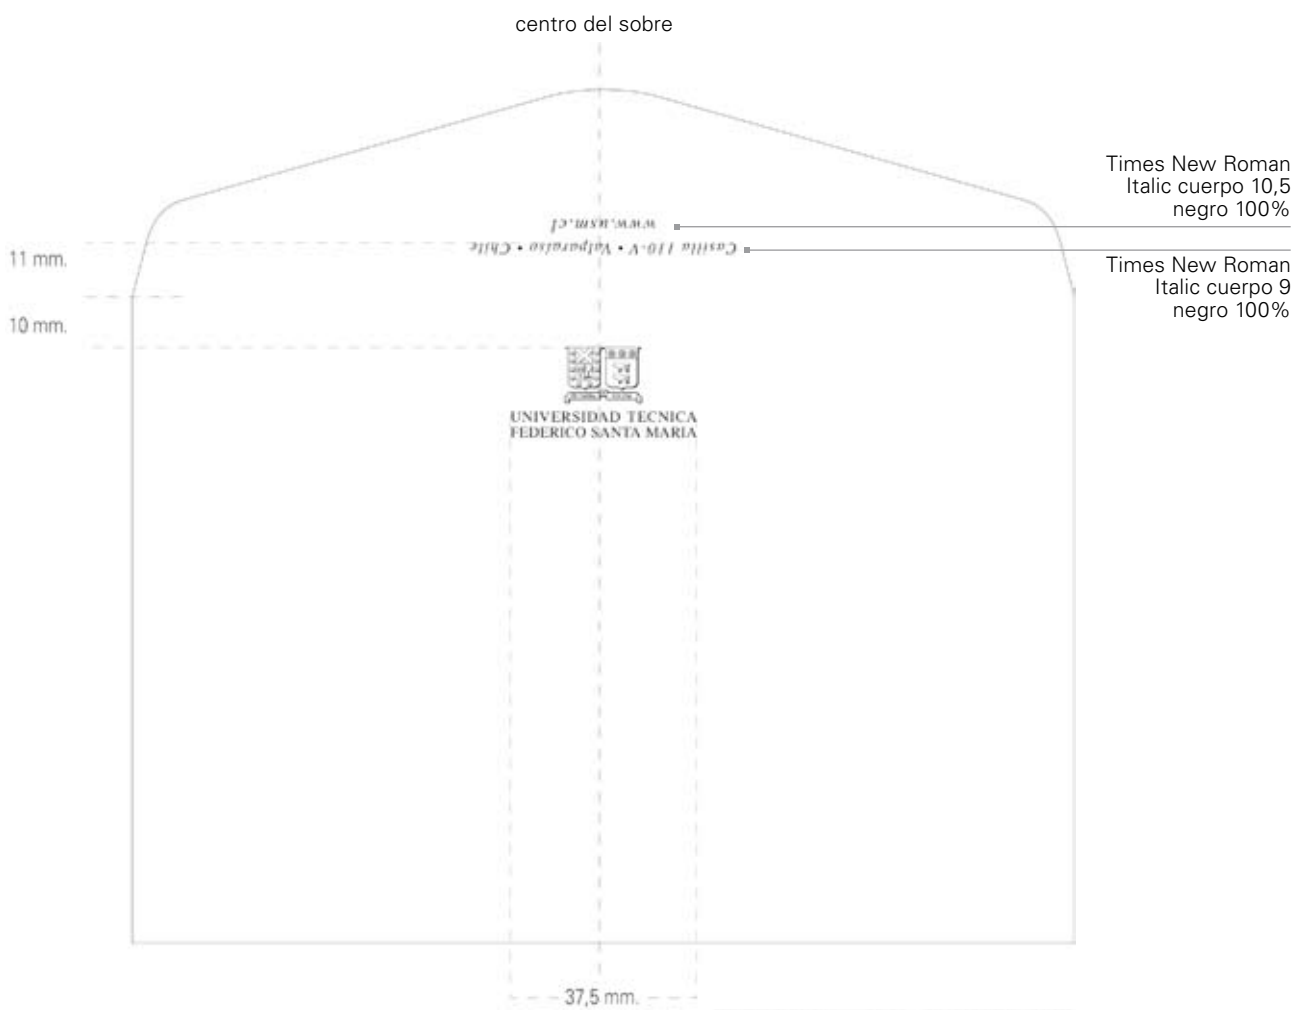 centro del sobre
Times New Roman
Italic cuerpo 10,5
negro 100%
www.usm.cl
Casilla 110-V • Valparaíso • Chile
11 mm.
Times New Roman
Italic cuerpo 9
negro 100%
10 mm.
UNIVERSIDAD TECNICA
FEDERICO SANTA MARIA
37,5 mm.